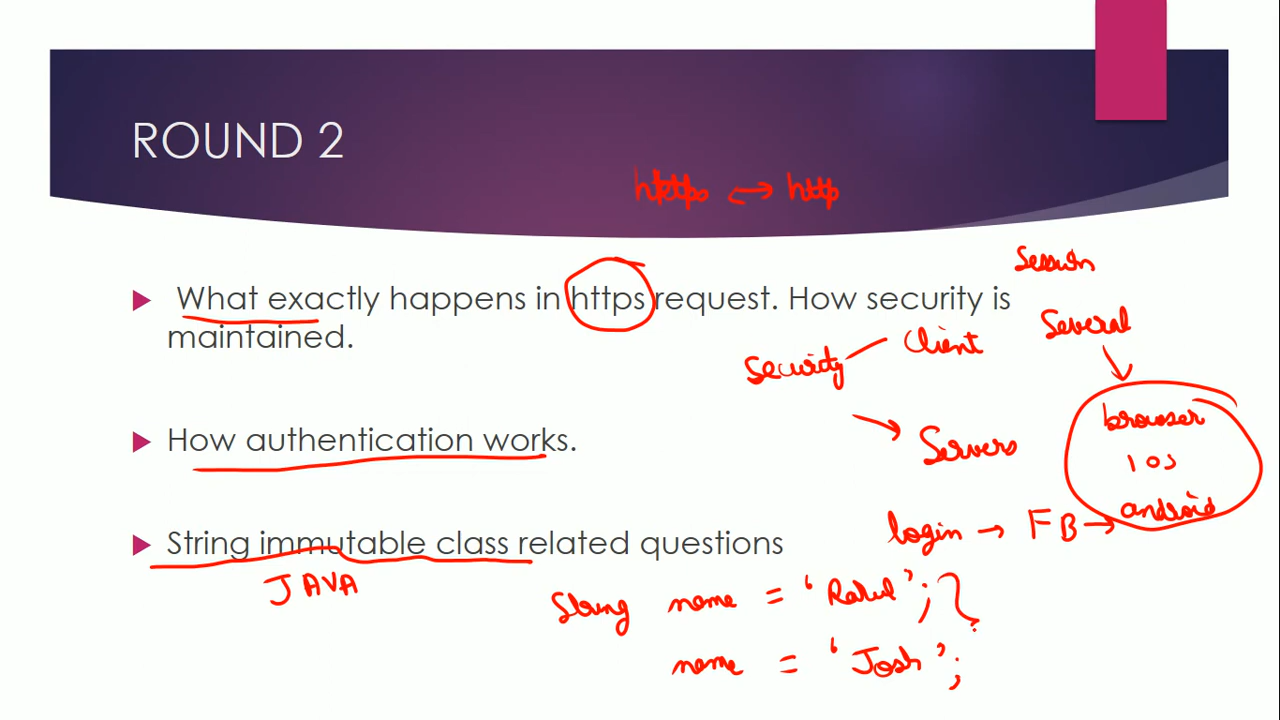 ROUND 2
https ↔ http
Session
What exactly happens in https request. How security is
maintained.
Several
Client
Security
browser
ios
android
Servers
How authentication works.
login → FB →
String immutable class related questions
JAVA
String name = 'Rahul';
name = 'Josh';